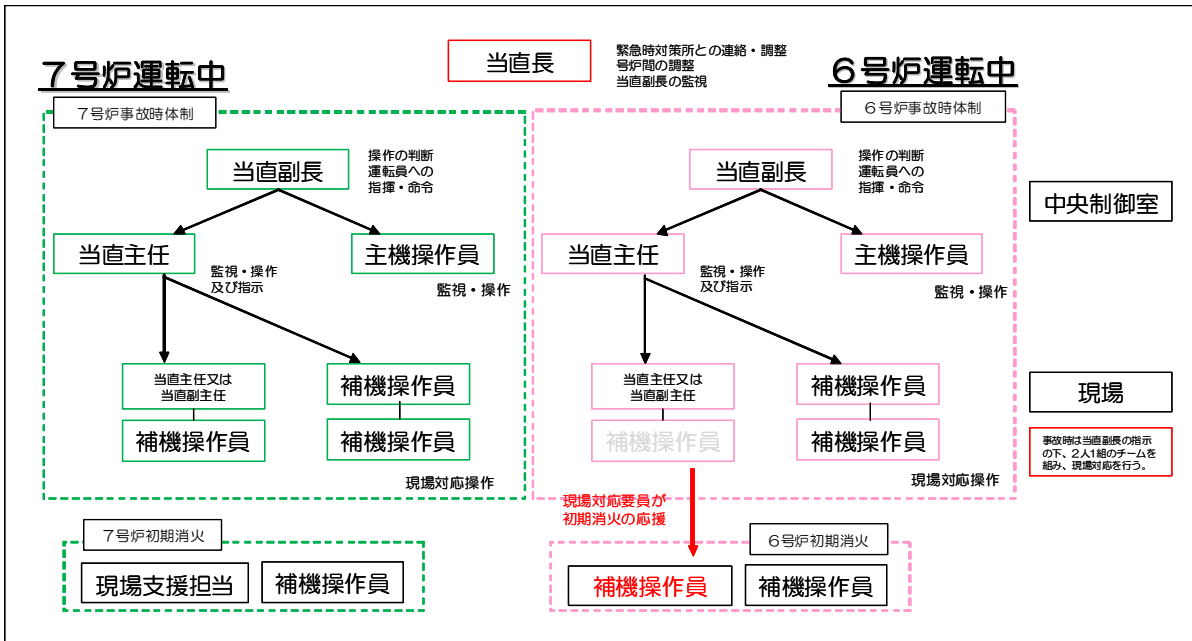 当直長
緊急時対策所との連絡・調整
号炉間の調整
当直副長の監視
７号炉運転中
７号炉事故時体制
当直副長
操作の判断
運転員への
指揮・命令
当直主任
主機操作員
監視・操作
及び指示
監視・操作
当直主任又は
当直副主任
補機操作員
補機操作員
補機操作員
現場対応操作
７号炉初期消火
現場支援担当
補機操作員
６号炉運転中
６号炉事故時体制
当直副長
操作の判断
運転員への
指揮・命令
当直主任
主機操作員
監視・操作
及び指示
監視・操作
当直主任又は
当直副主任
補機操作員
補機操作員
補機操作員
現場対応操作
現場対応要員が
初期消火の応援
６号炉初期消火
補機操作員
補機操作員
中央制御室
現場
事故時は当直副長の指示
の下、２人１組のチームを
組み、現場対応を行う。